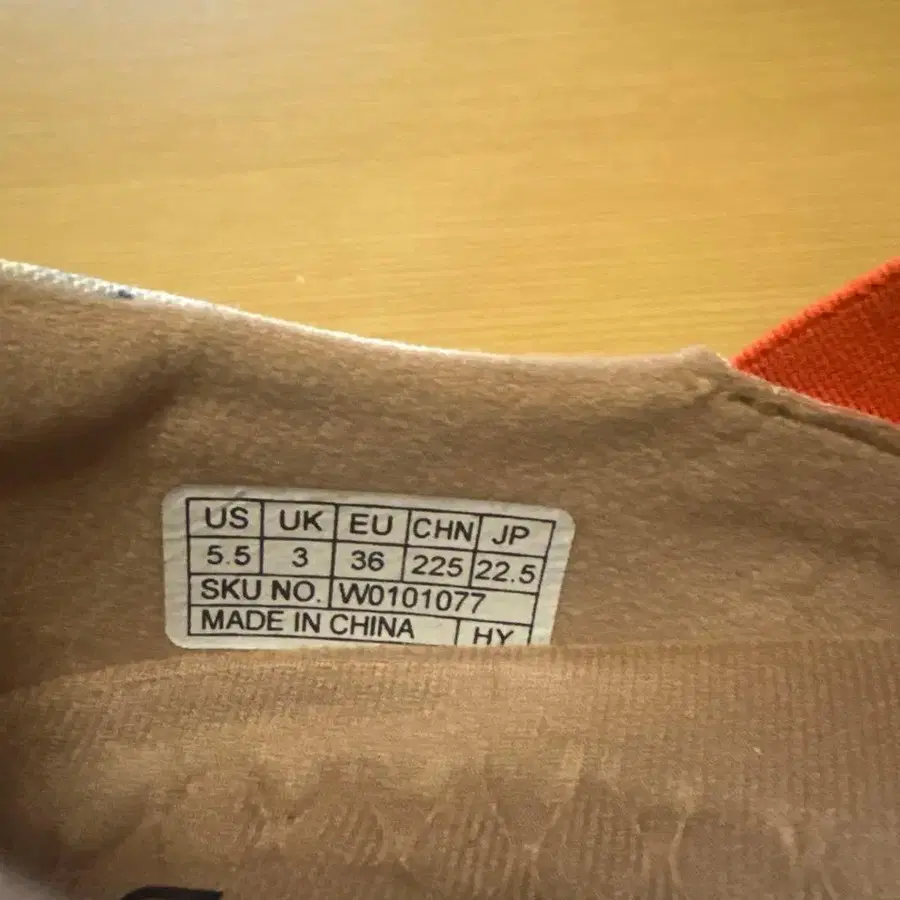 US UK EU CHN JP
5.5 3 36 225 22.5
SKU NO. W0101077
MADE IN CHINA HY